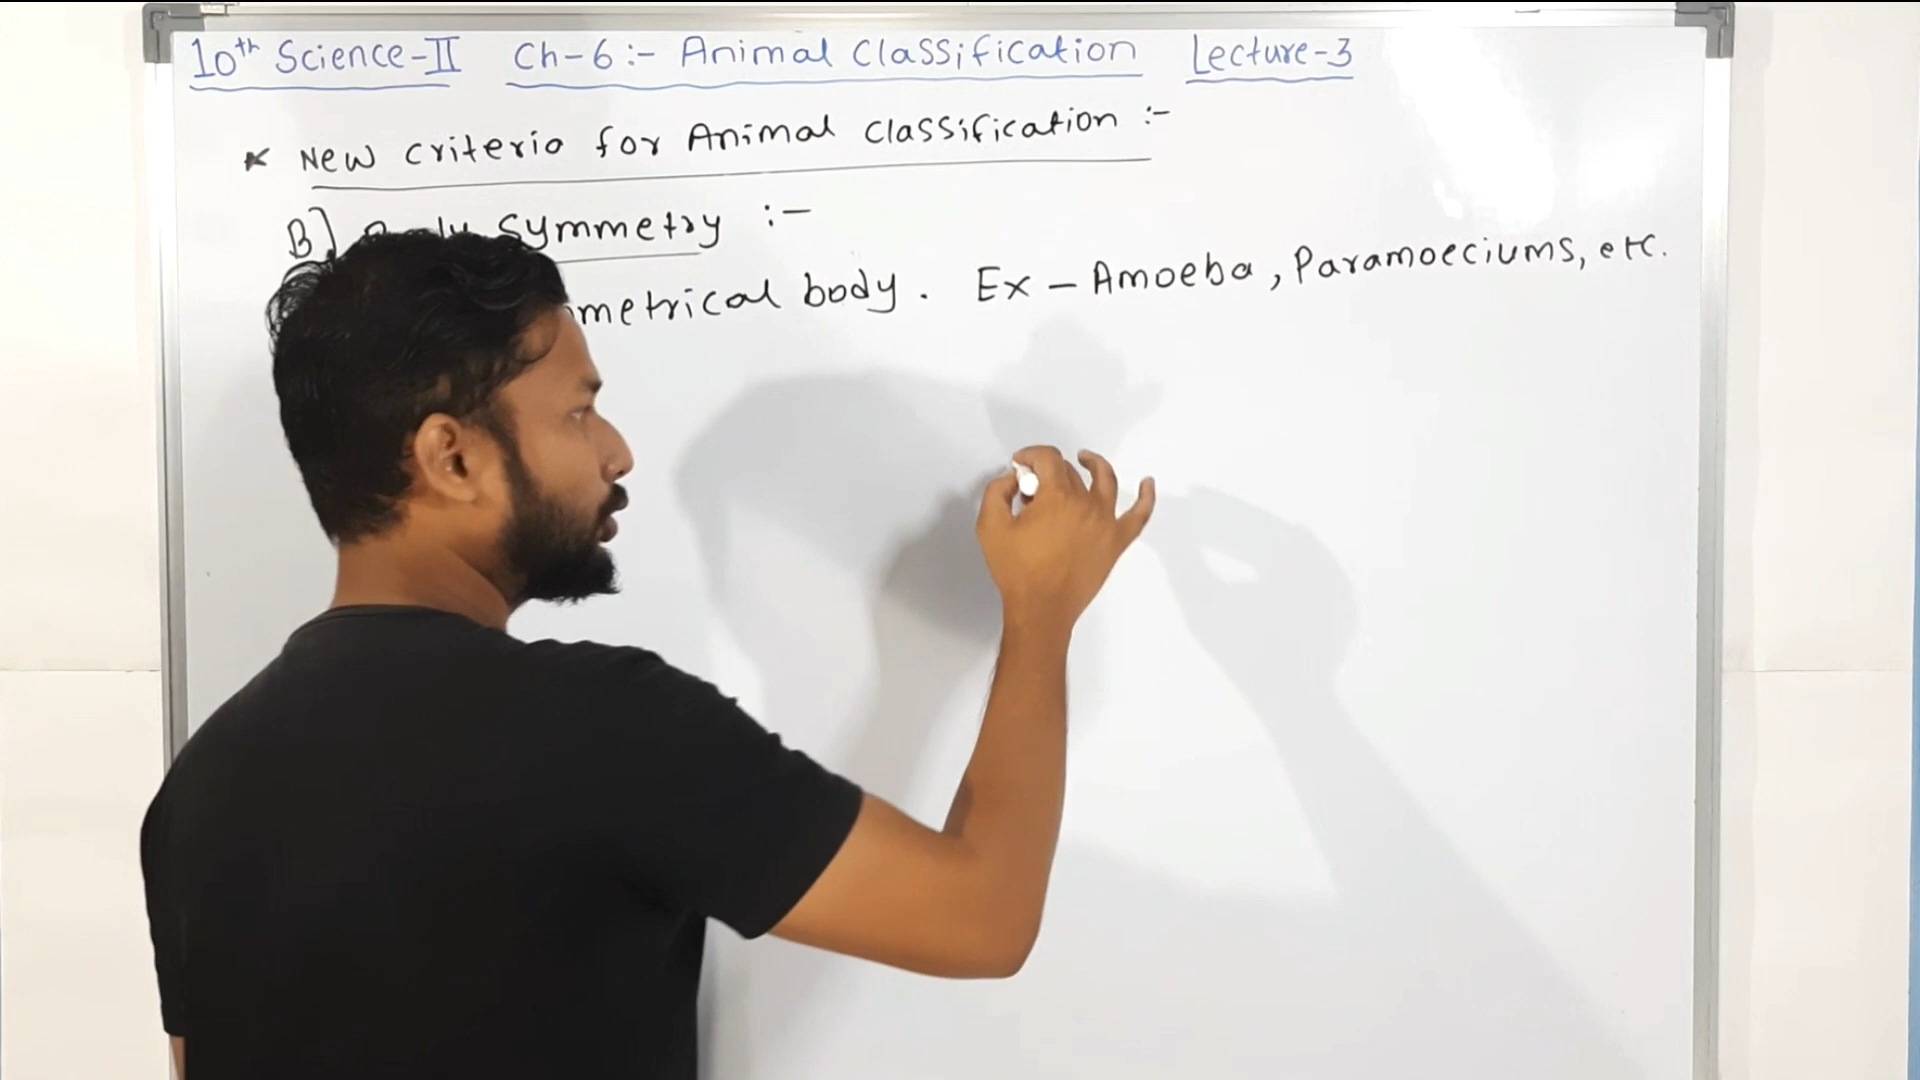 10th Science-II Ch-6:- Animal Classification Lecture-3
* New criteria for Animal classification :-
B] Symmetry :-
metrical body. Ex - Amoeba, Paramoeciums, etc.